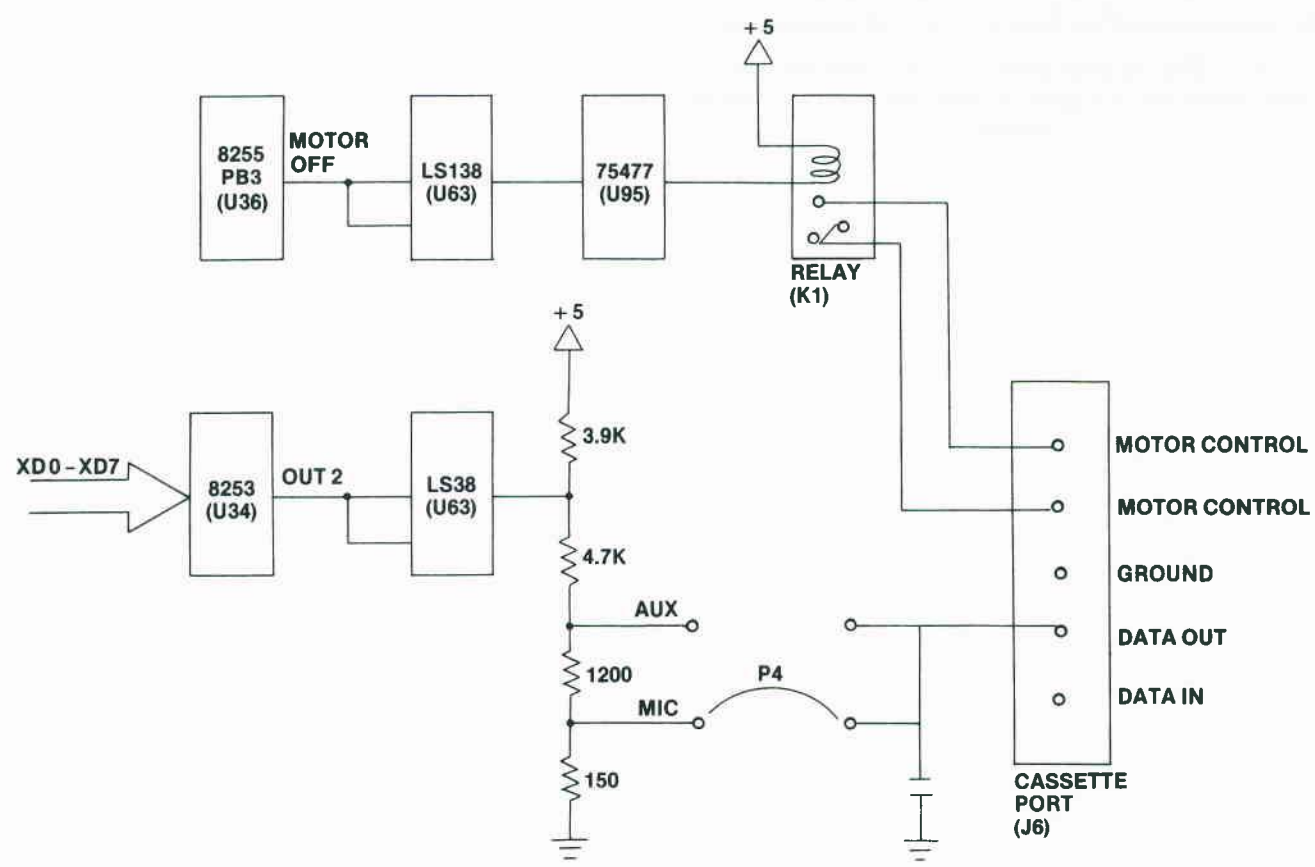 + 5
8255
PB3
(U36)
MOTOR
OFF
LS138
(U63)
75477
(U95)
RELAY
(K1)
+ 5
3.9K
XD0 – XD7
8253
(U34)
OUT 2
LS38
(U63)
4.7K
AUX
1200
MIC
P4
150
MOTOR CONTROL
MOTOR CONTROL
GROUND
DATA OUT
DATA IN
CASSETTE
PORT
(J6)